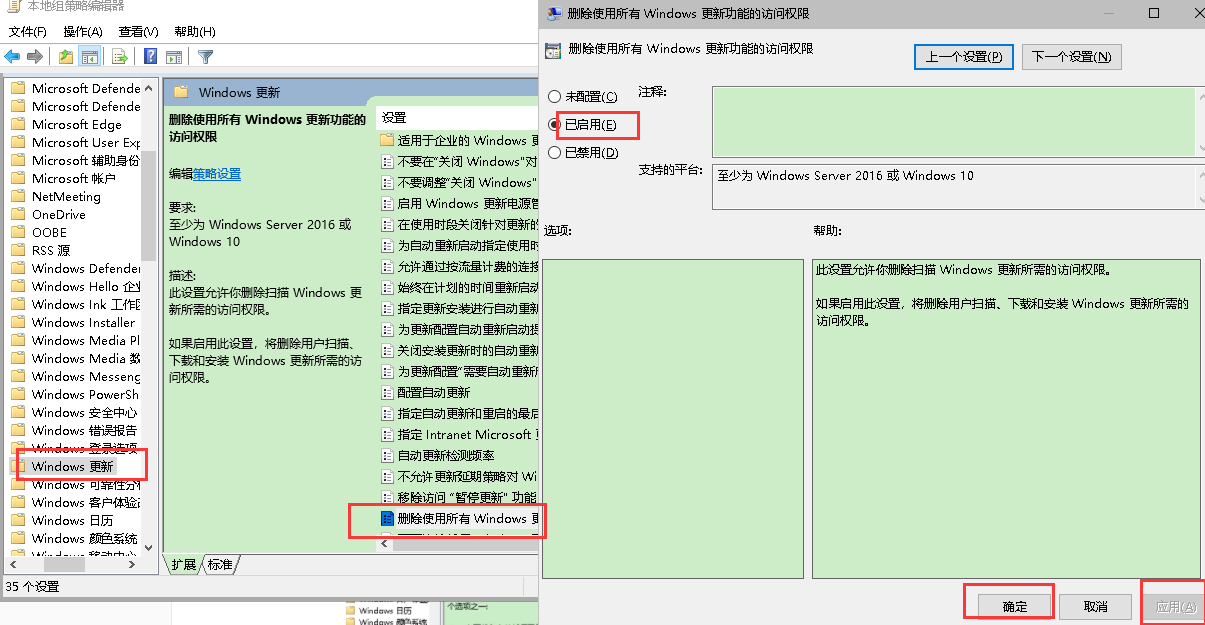 本地组策略编辑器
文件(F) 操作(A) 查看(V) 帮助(H)
Microsoft Defende
Microsoft Defende
Microsoft Edge
Microsoft User Exp
Microsoft 辅助身份
Microsoft 帐户
NetMeeting
OneDrive
OOBE
RSS 源
Windows Defender
Windows Hello 企业
Windows Ink 工作区
Windows Installer
Windows Media Pl
Windows Media 数
Windows Messeng
Windows PowerSh
Windows 安全中心
Windows 错误报告
Windows 登录选项
Windows 更新
Windows 可靠性分析
Windows 客户体验改
Windows 日历
Windows 颜色系统
Windows 移动中心
35 个设置
Windows 更新
删除使用所有 Windows 更新功能的
访问权限
编辑策略设置
要求:
至少为 Windows Server 2016 或
Windows 10
描述:
此设置允许你删除扫描 Windows 更
新所需的访问权限。
如果启用此设置，将删除用户扫描、
下载和安装 Windows 更新所需的访
问权限。
设置
适用于企业的 Windows 更
不要在“关闭 Windows”对
不要调整“关闭 Windows”
启用 Windows 更新电源管
在使用时段关闭针对更新的
为自动重新启动指定使用时
允许通过按流量计费的连接
始终在计划的时间重新启动
指定更新安装进行自动重新
为更新配置自动重新启动提
关闭安装更新时的自动重新
为更新配置“需要自动重新启
配置自动更新
指定自动更新和重启的最后
指定 Intranet Microsoft 更
自动更新检测频率
不允许更新延期策略对 Wi
移除访问 “暂停更新” 功能
删除使用所有 Windows 更
扩展 标准
Windows 日历
Windows 颜色系统
个选项之一:
删除使用所有 Windows 更新功能的访问权限
删除使用所有 Windows 更新功能的访问权限
上一个设置(P) 下一个设置(N)
未配置(C)
已启用(E)
已禁用(D)
注释:
支持的平台:
至少为 Windows Server 2016 或 Windows 10
选项:
帮助:
此设置允许你删除扫描 Windows 更新所需的访问权限。
如果启用此设置，将删除用户扫描、下载和安装 Windows 更新所需的
访问权限。
确定 取消 应用(A)